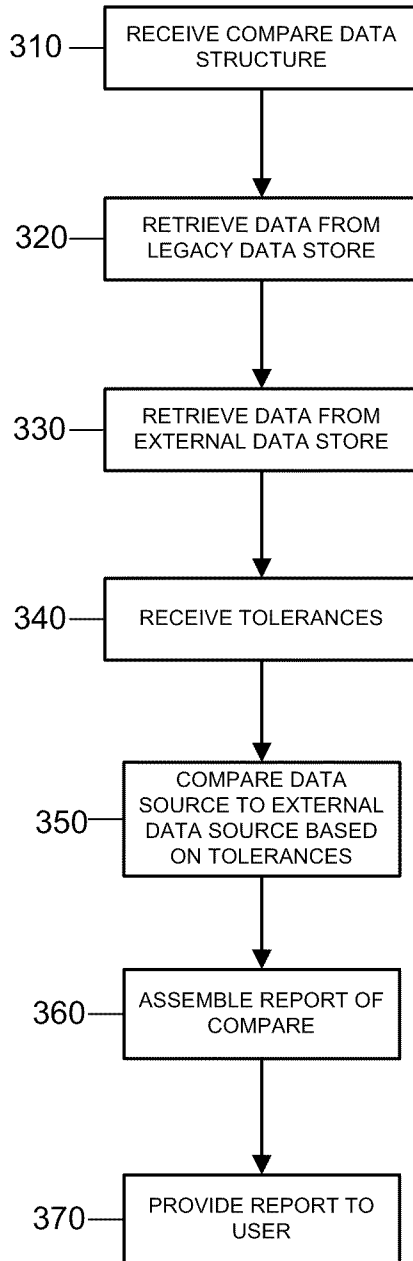 310
RECEIVE COMPARE DATA
STRUCTURE
320
RETRIEVE DATA FROM
LEGACY DATA STORE
330
RETRIEVE DATA FROM
EXTERNAL DATA STORE
340
RECEIVE TOLERANCES
350
COMPARE DATA
SOURCE TO EXTERNAL
DATA SOURCE BASED
ON TOLERANCES
360
ASSEMBLE REPORT OF
COMPARE
370
PROVIDE REPORT TO
USER